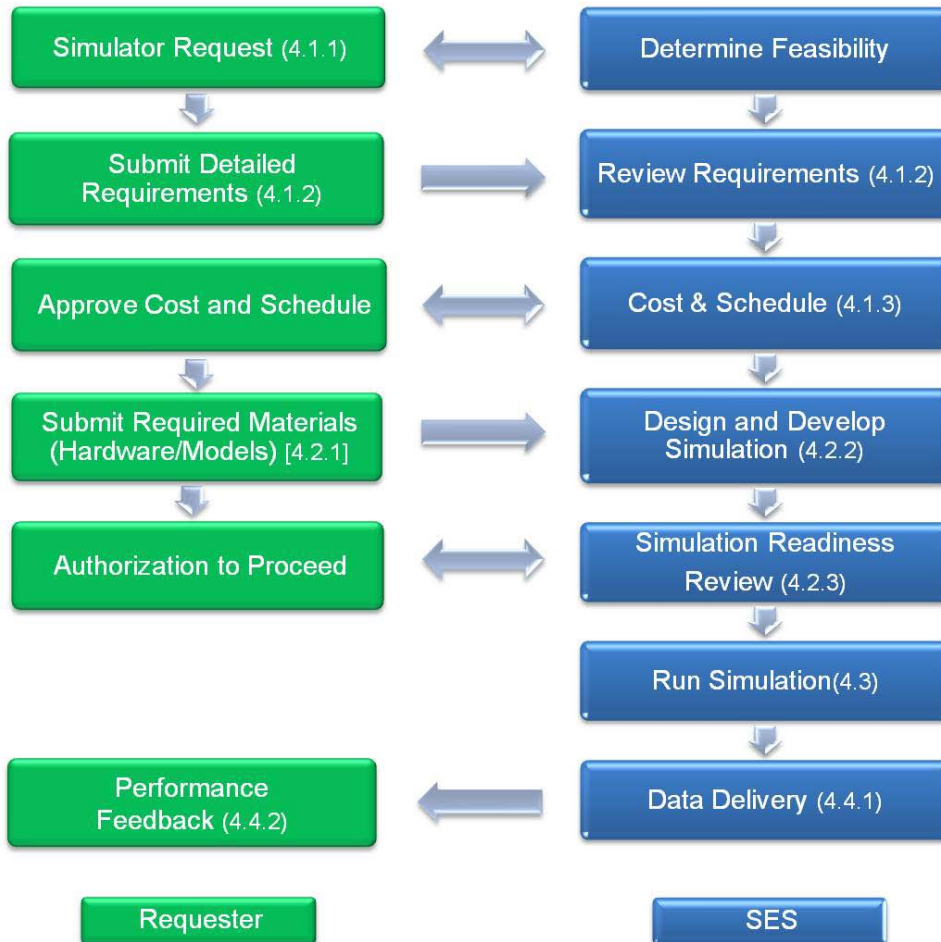 Simulator Request (4.1.1)
Determine Feasibility
Submit Detailed
Requirements (4.1.2)
Review Requirements (4.1.2)
Approve Cost and Schedule
Cost & Schedule (4.1.3)
Submit Required Materials
(Hardware/Models) [4.2.1]
Design and Develop
Simulation (4.2.2)
Authorization to Proceed
Simulation Readiness
Review (4.2.3)
Run Simulation(4.3)
Performance
Feedback (4.4.2)
Data Delivery (4.4.1)
Requester
SES